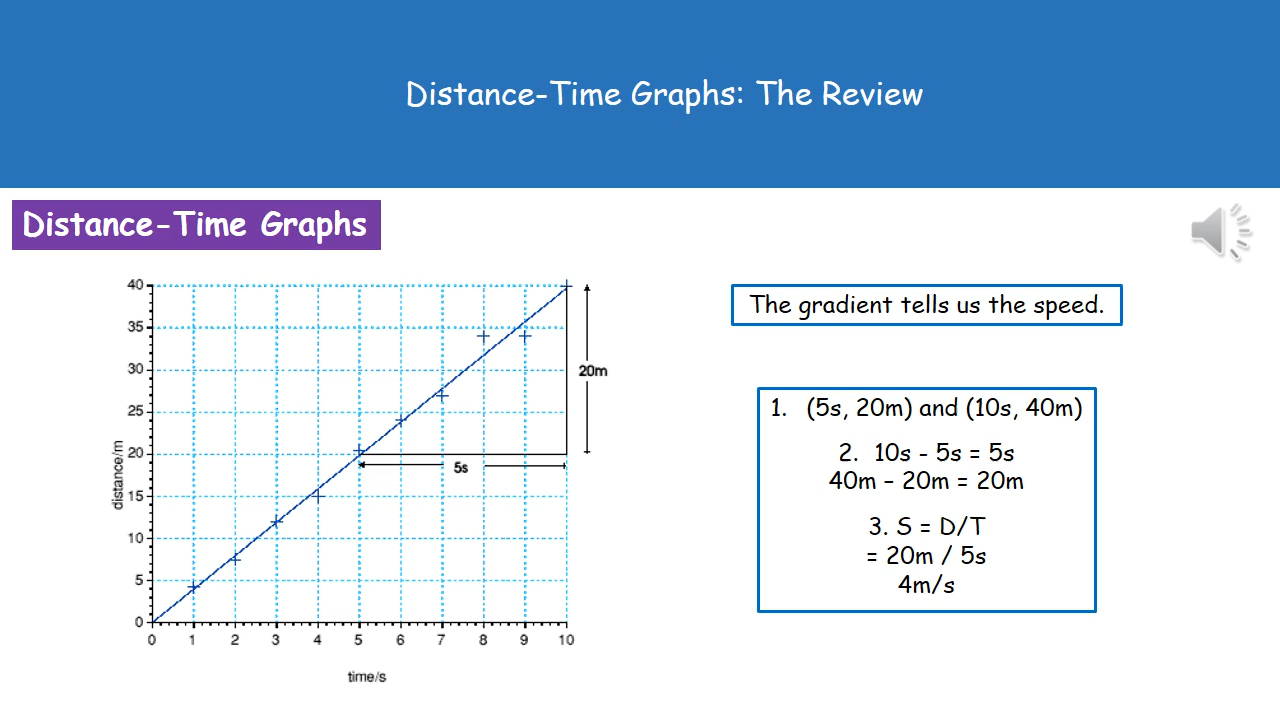 Distance-Time Graphs: The Review
Distance-Time Graphs
The gradient tells us the speed.
1. (5s, 20m) and (10s, 40m)
2. 10s - 5s = 5s
40m – 20m = 20m
3. S = D/T
= 20m / 5s
4m/s
40
35
30
25
20
15
10
5
0
distance/m
20m
5s
0 1 2 3 4 5 6 7 8 9 10
time/s